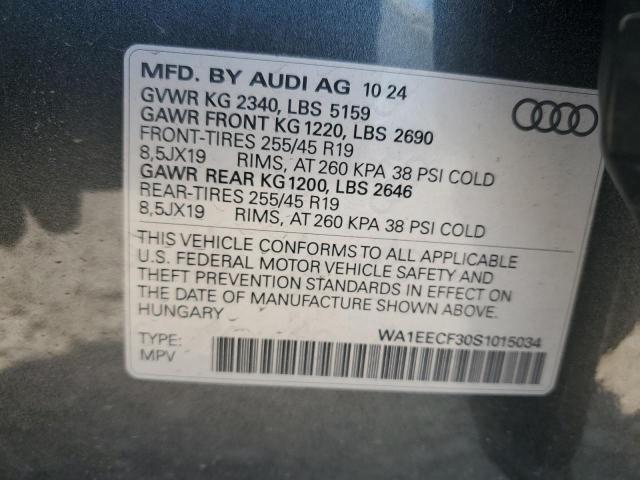 MFD. BY AUDI AG 10 24
GVWR KG 2340, LBS 5159
GAWR FRONT KG 1220, LBS 2690
FRONT-TIRES 255/45 R19
8,5JX19 RIMS, AT 260 KPA 38 PSI COLD
GAWR REAR KG 1200, LBS 2646
REAR-TIRES 255/45 R19
8,5JX19 RIMS, AT 260 KPA 38 PSI COLD
THIS VEHICLE CONFORMS TO ALL APPLICABLE
U.S. FEDERAL MOTOR VEHICLE SAFETY AND
THEFT PREVENTION STANDARDS IN EFFECT ON
THE DATE OF MANUFACTURE SHOWN ABOVE.
HUNGARY
WA1EECF30S1015034
TYPE:
MPV